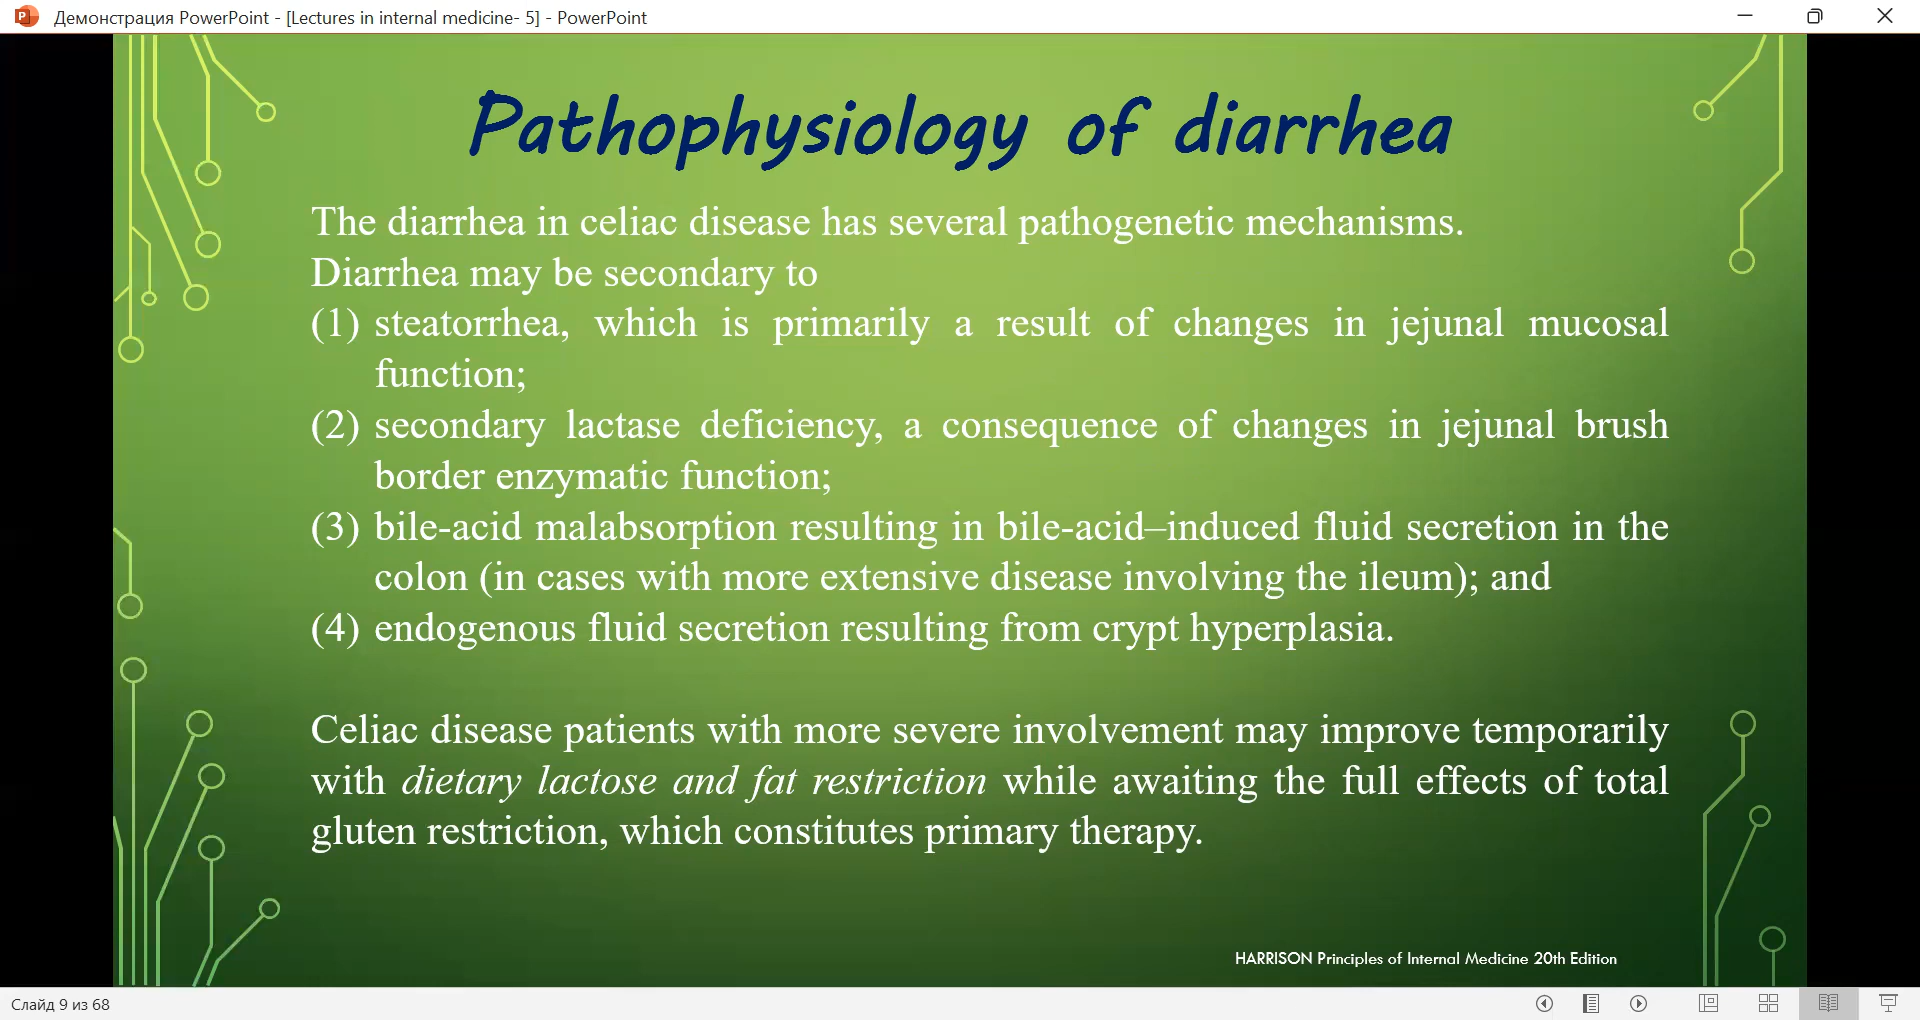 Демонстрация PowerPoint - [Lectures in internal medicine- 5] - PowerPoint
Pathophysiology of diarrhea
The diarrhea in celiac disease has several pathogenetic mechanisms.
Diarrhea may be secondary to
(1) steatorrhea, which is primarily a result of changes in jejunal mucosal
function;
(2) secondary lactase deficiency, a consequence of changes in jejunal brush
border enzymatic function;
(3) bile-acid malabsorption resulting in bile-acid–induced fluid secretion in the
colon (in cases with more extensive disease involving the ileum); and
(4) endogenous fluid secretion resulting from crypt hyperplasia.
Celiac disease patients with more severe involvement may improve temporarily
with dietary lactose and fat restriction while awaiting the full effects of total
gluten restriction, which constitutes primary therapy.
HARRISON Principles of Internal Medicine 20th Edition
Слайд 9 из 68